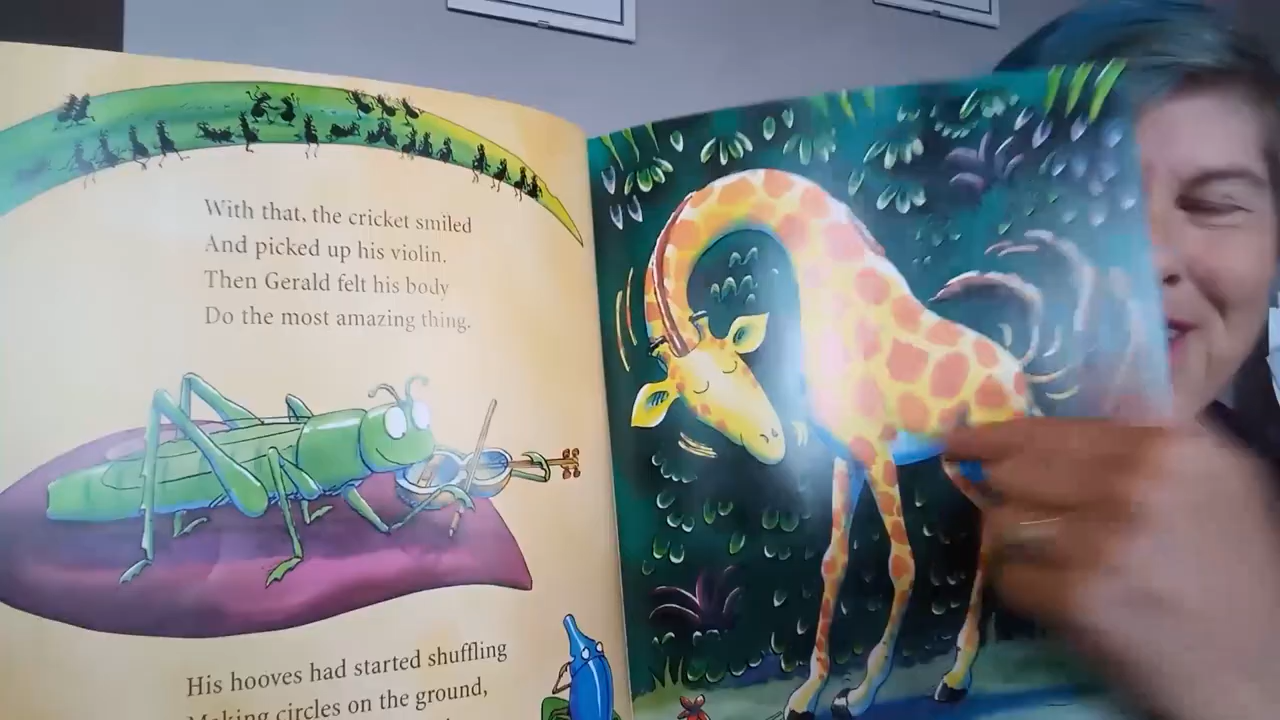 With that, the cricket smiled
And picked up his violin.
Then Gerald felt his body
Do the most amazing thing.
His hooves had started shuffling
Making circles on the ground,